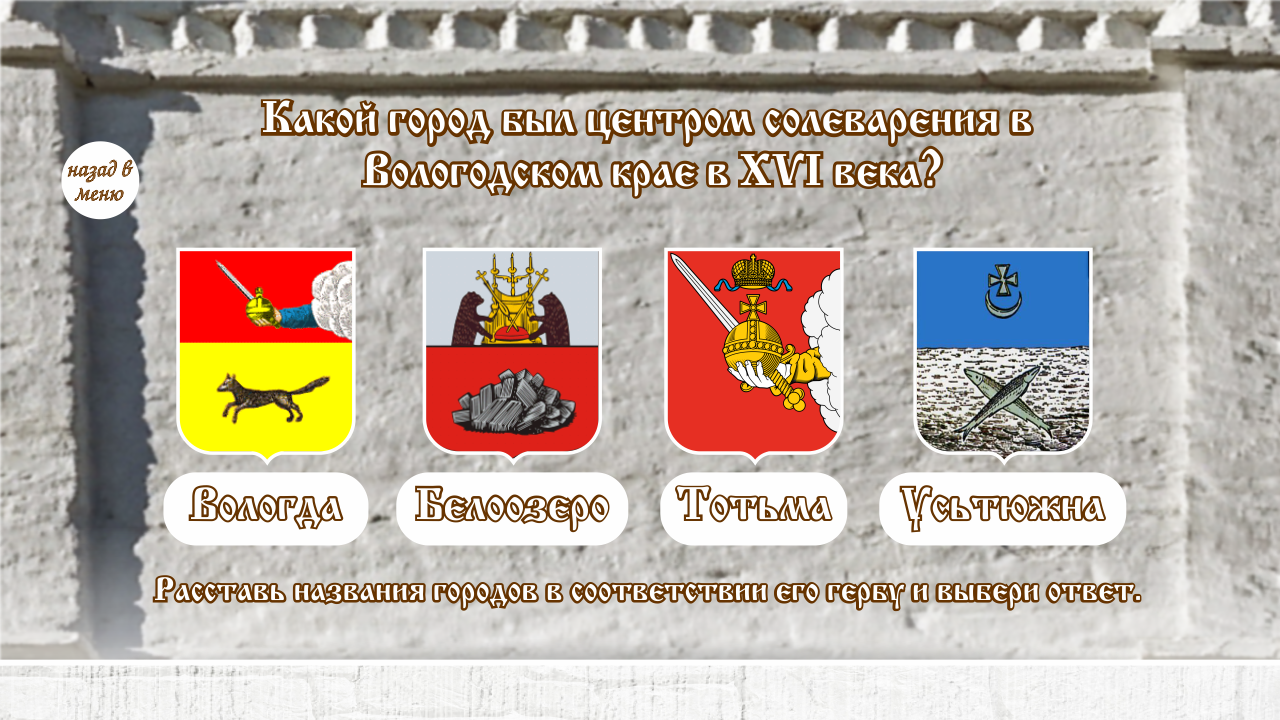 Какой город был центром солеварения в
Вологодском крае в XVI века?
назад в
меню
Вологда
Белоозеро
Тотьма
Усьтюжна
Расставь названия городов в соответствии его гербу и выбери ответ.